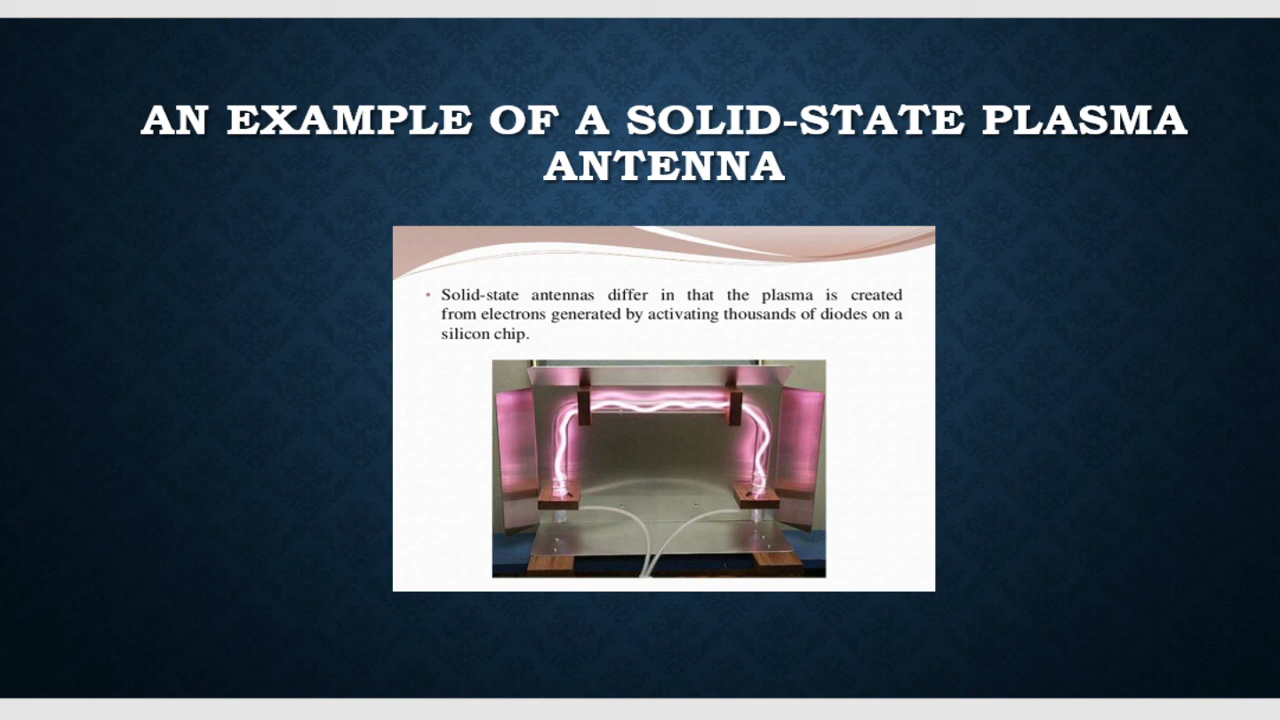 AN EXAMPLE OF A SOLID-STATE PLASMA
ANTENNA
• Solid-state antennas differ in that the plasma is created
from electrons generated by activating thousands of diodes on a
silicon chip.